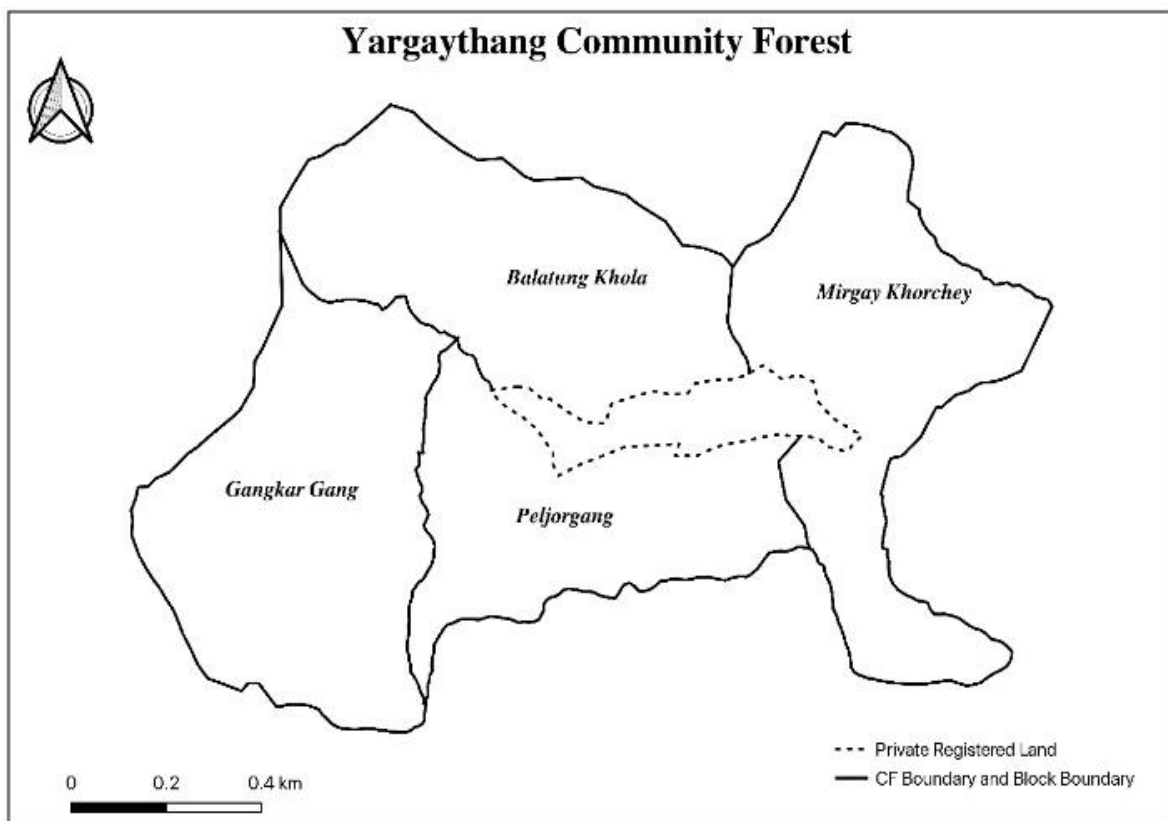 Yargaythang Community Forest
Balatung Khola
Mirgay Khorchey
Gangkar Gang
Peljorgang
Private Registered Land
CF Boundary and Block Boundary
0 0.2 0.4 km